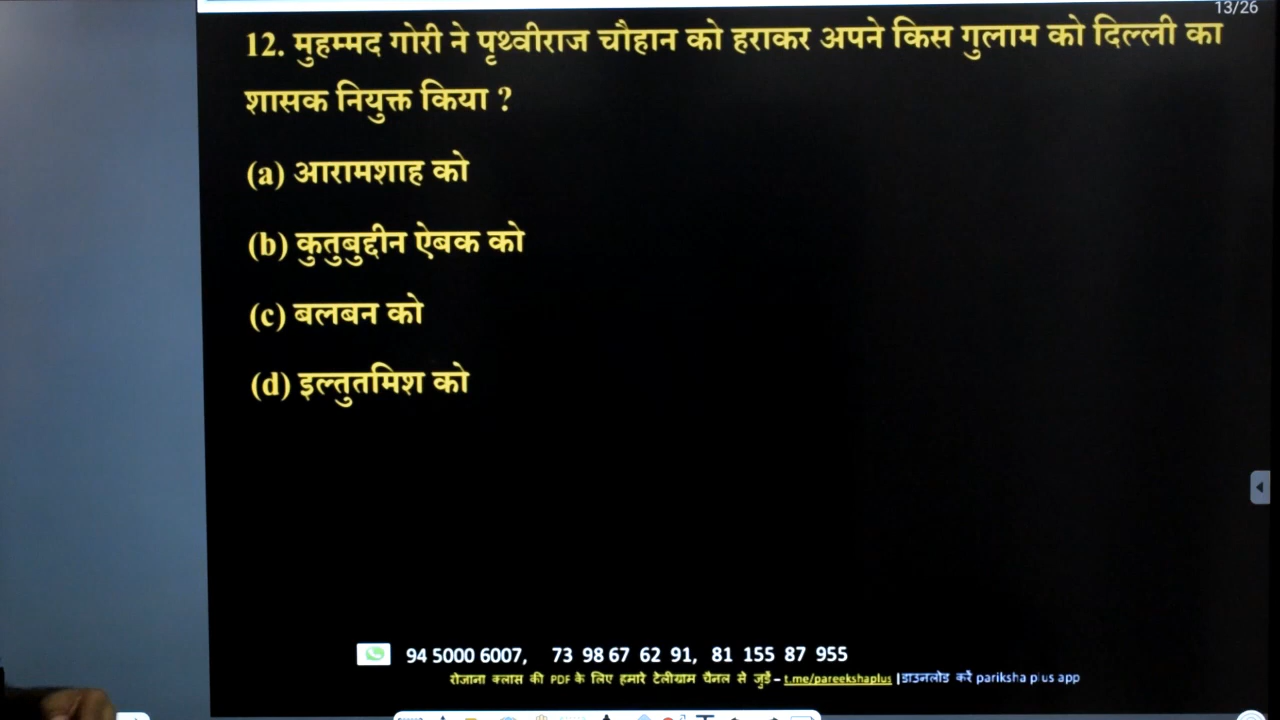 13/26
12. मुहम्मद गोरी ने पृथ्वीराज चौहान को हराकर अपने किस गुलाम को दिल्ली का
शासक नियुक्त किया ?
(a) आरामशाह को
(b) कुतुबुद्दीन ऐबक को
(c) बलबन को
(d) इल्तुतमिश को
94 5000 6007, 73 98 67 62 91, 81 155 87 955
रोजाना क्लास की PDF के लिए हमारे टेलीग्राम चैनल से जुड़ें – t.me/pareekshaplus | डाउनलोड करें pariksha plus app